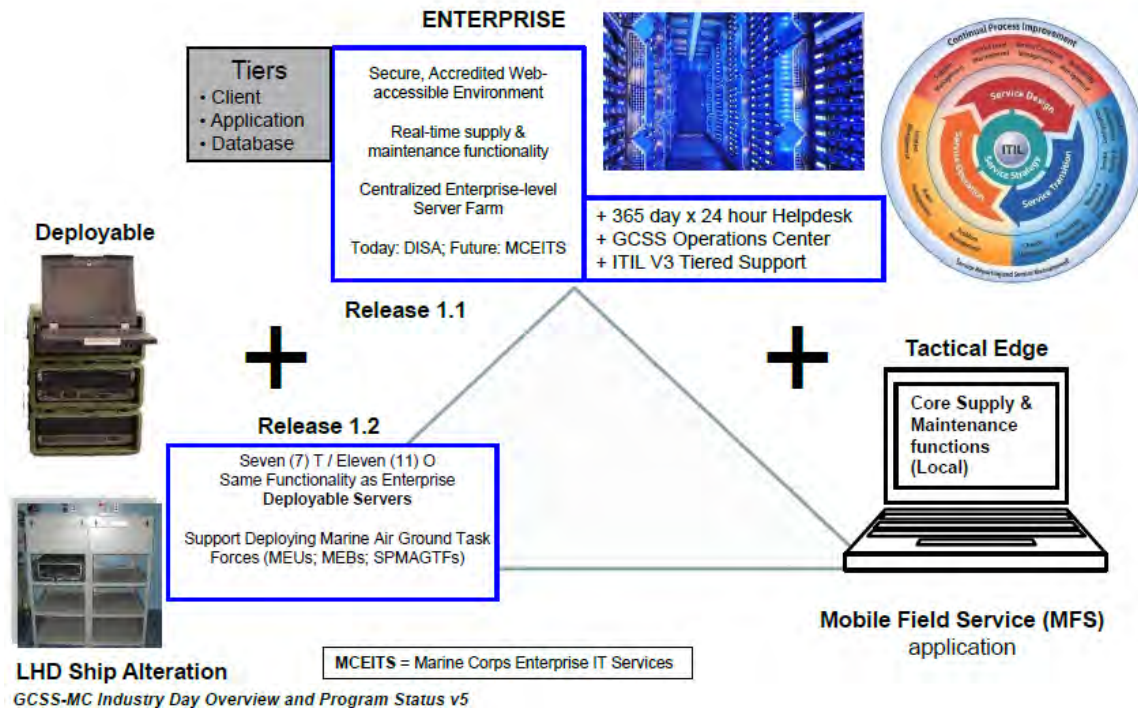 ENTERPRISE
Tiers
• Client
• Application
• Database
Secure, Accredited Web-
accessible Environment
Real-time supply &
maintenance functionality
Centralized Enterprise-level
Server Farm
Today: DISA; Future: MCEITS
+ 365 day x 24 hour Helpdesk
+ GCSS Operations Center
+ ITIL V3 Tiered Support
Continual Process Improvement
Service Design
Service Transition
Service Operation
Service Strategy
ITIL
Deployable
Release 1.1
+
+
Tactical Edge
Core Supply &
Maintenance
functions
(Local)
Release 1.2
Seven (7) T / Eleven (11) O
Same Functionality as Enterprise
Deployable Servers
Support Deploying Marine Air Ground Task
Forces (MEUs; MEBs; SPMAGTFs)
Mobile Field Service (MFS)
application
MCEITS = Marine Corps Enterprise IT Services
LHD Ship Alteration
GCSS-MC Industry Day Overview and Program Status v5